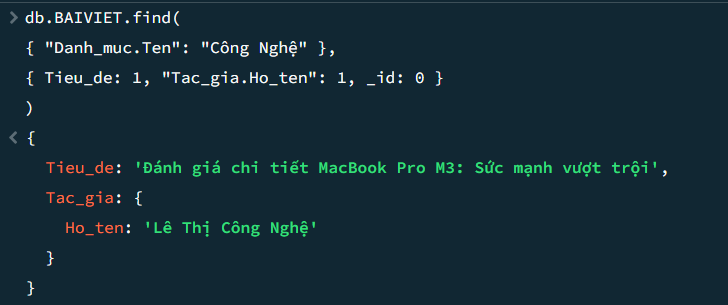 > db.BAIVIET.find(
{ "Danh_muc.Ten": "Công Nghệ" },
{ Tieu_de: 1, "Tac_gia.Ho_ten": 1, _id: 0 }
)
< {
Tieu_de: 'Đánh giá chi tiết MacBook Pro M3: Sức mạnh vượt trội',
Tac_gia: {
Ho_ten: 'Lê Thị Công Nghệ'
}
}